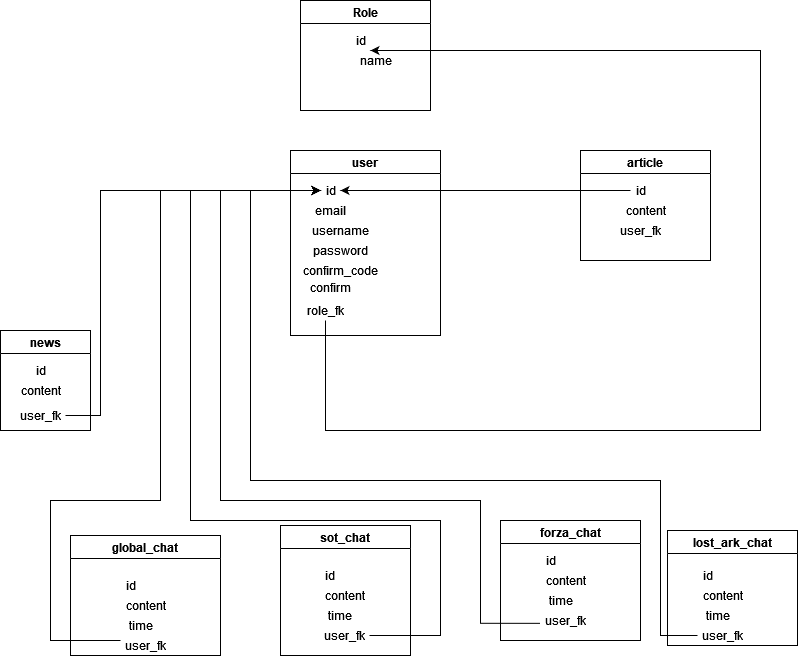 Role
id
name
user
id
email
username
password
confirm_code
confirm
role_fk
article
id
content
user_fk
news
id
content
user_fk
global_chat
id
content
time
user_fk
sot_chat
id
content
time
user_fk
forza_chat
id
content
time
user_fk
lost_ark_chat
id
content
time
user_fk